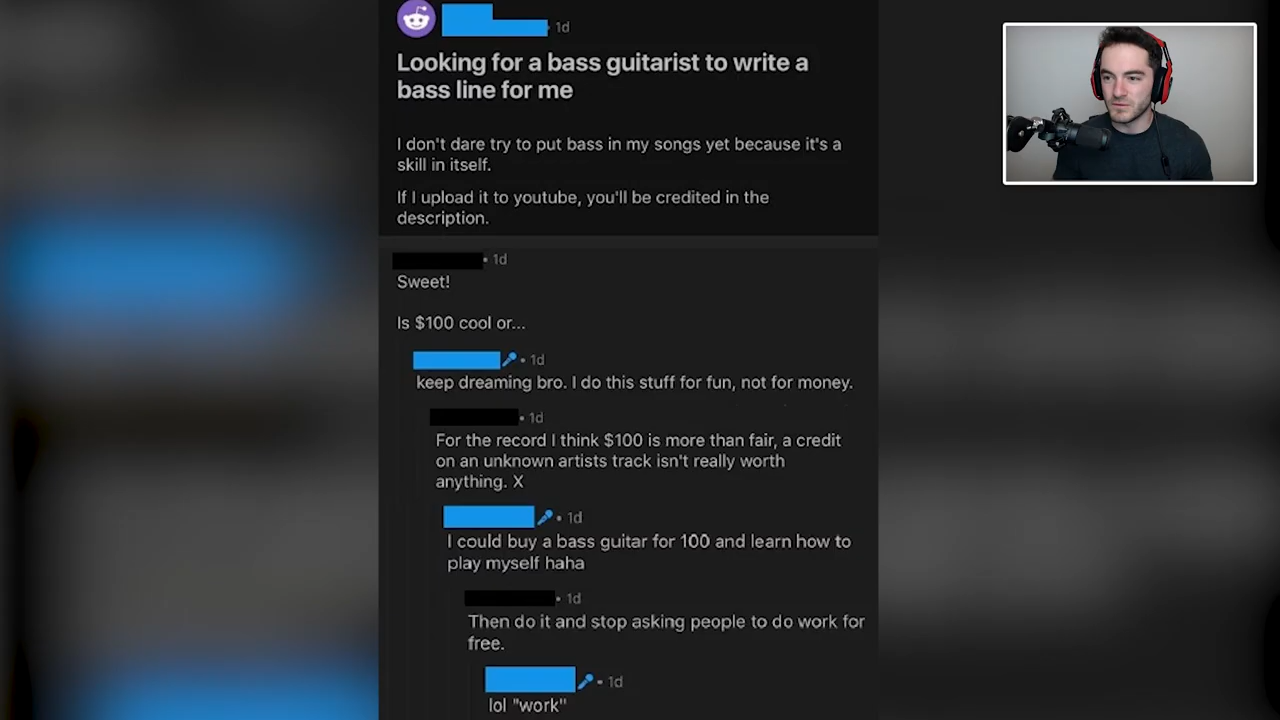 1d
Looking for a bass guitarist to write a
bass line for me
I don't dare try to put bass in my songs yet because it's a
skill in itself.
If I upload it to youtube, you'll be credited in the
description.
• 1d
Sweet!
Is $100 cool or...
• 1d
keep dreaming bro. I do this stuff for fun, not for money.
• 1d
For the record I think $100 is more than fair, a credit
on an unknown artists track isn't really worth
anything. X
• 1d
I could buy a bass guitar for 100 and learn how to
play myself haha
• 1d
Then do it and stop asking people to do work for
free.
• 1d
lol "work"